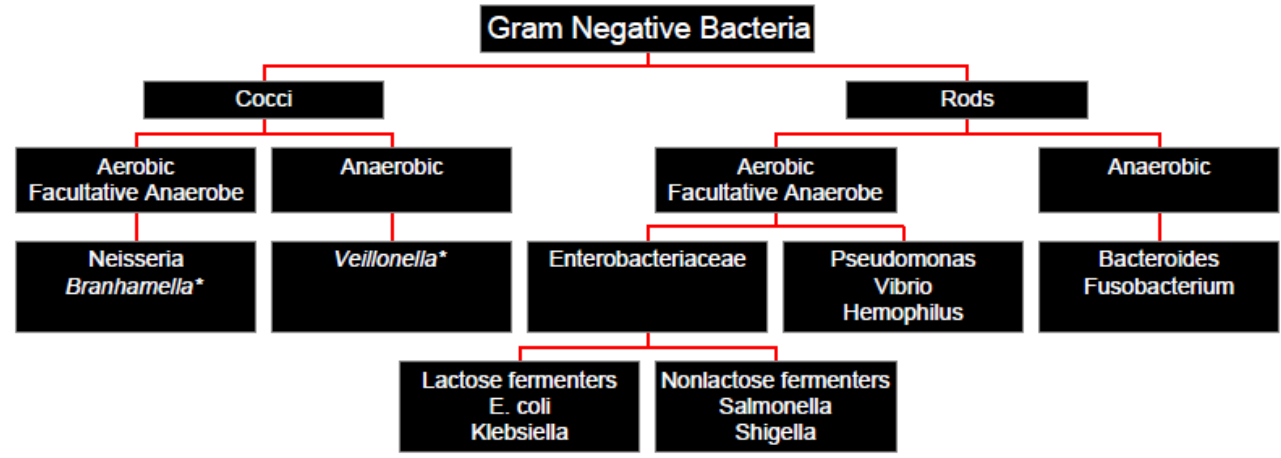 Gram Negative Bacteria
Cocci
Rods
Aerobic
Facultative Anaerobe
Anaerobic
Aerobic
Facultative Anaerobe
Anaerobic
Neisseria
Branhamella*
Veillonella*
Enterobacteriaceae
Pseudomonas
Vibrio
Hemophilus
Bacteroides
Fusobacterium
Lactose fermenters
E. coli
Klebsiella
Nonlactose fermenters
Salmonella
Shigella